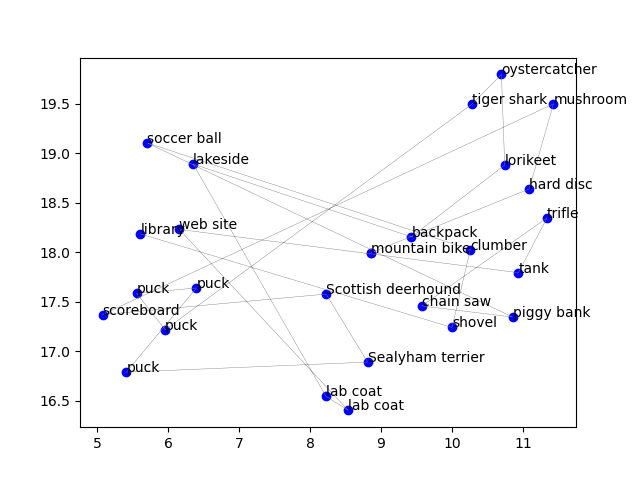 oystercatcher
tiger shark
mushroom
19.5
soccer ball
19.0
lakeside
lorikeet
hard disc
18.5
trifle
library
web site
backpack
18.0
mountain bike
clumber
tank
puck
puck
Scottish deerhound
17.5
chain saw
scoreboard
puck
shovel
piggy bank
17.0
Sealyham terrier
puck
16.5
lab coat
lab coat
5 6 7 8 9 10 11